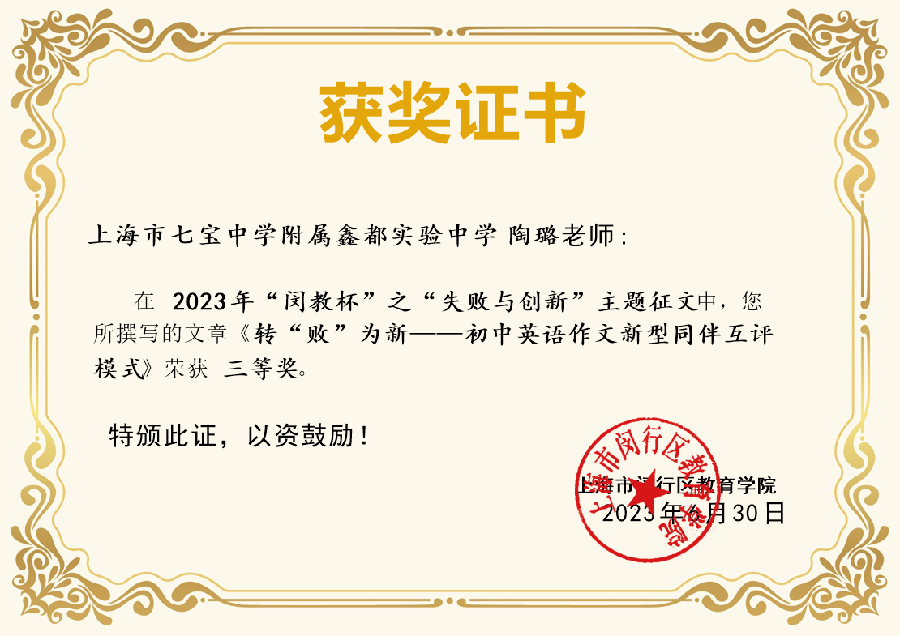 获奖证书
上海市七宝中学附属鑫都实验中学 陶璐老师：
在 2023年“闵教杯”之“失败与创新”主题征文中，您
所撰写的文章《转“败”为新——初中英语作文新型同伴互评
模式》荣获 三等奖。
特颁此证，以资鼓励！
上海市闵行区教育学院
上海市闵行区教育学院
2023年6月30日